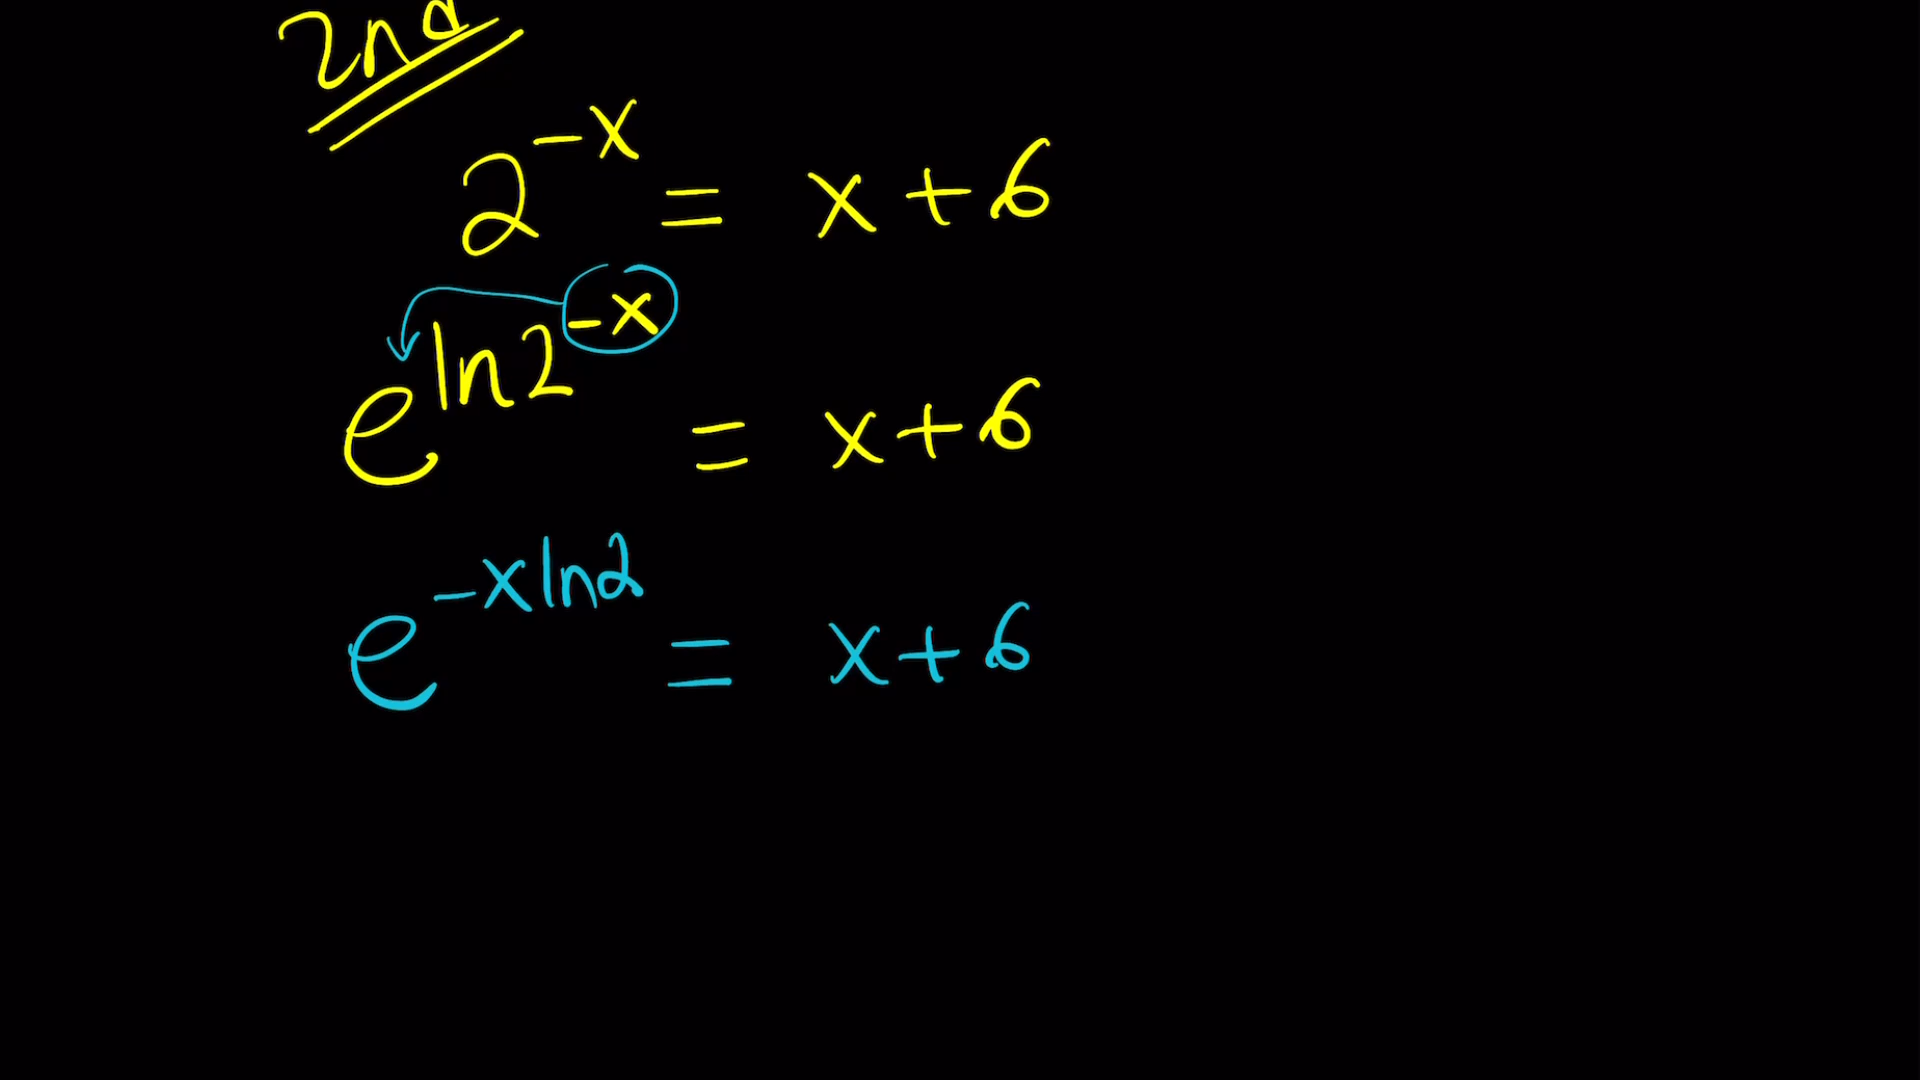 2nd
2^{-x} = x+6
e^{ln2^{-x}} = x+6
e^{-xln2} = x+6